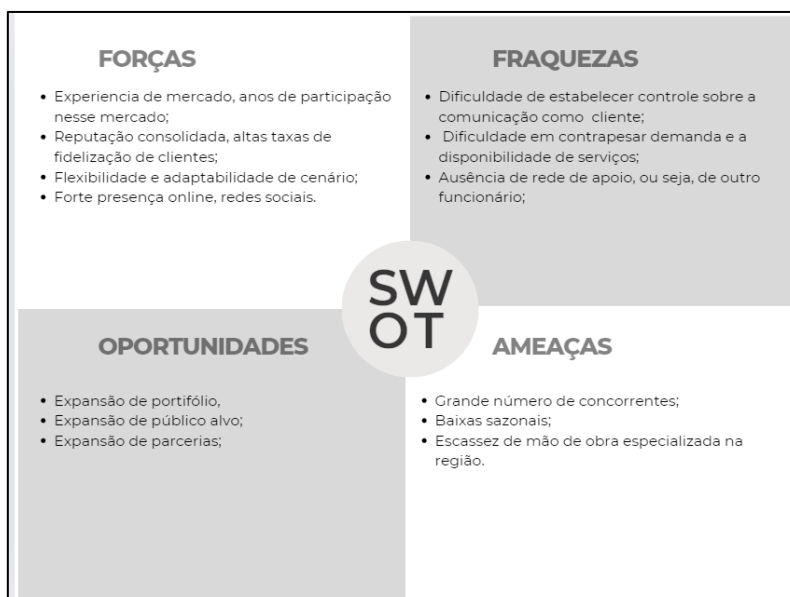 FORÇAS
• Experiencia de mercado, anos de participação
nesse mercado;
• Reputação consolidada, altas taxas de
fidelização de clientes;
• Flexibilidade e adaptabilidade de cenário;
• Forte presença online, redes sociais.
FRAQUEZAS
• Dificuldade de estabelecer controle sobre a
comunicação como cliente;
• Dificuldade em contrapesar demanda e a
disponibilidade de serviços;
• Ausência de rede de apoio, ou seja, de outro
funcionário;
SW
OT
OPORTUNIDADES
• Expansão de portifólio,
• Expansão de público alvo;
• Expansão de parcerias;
AMEAÇAS
• Grande número de concorrentes;
• Baixas sazonais;
• Escassez de mão de obra especializada na
região.